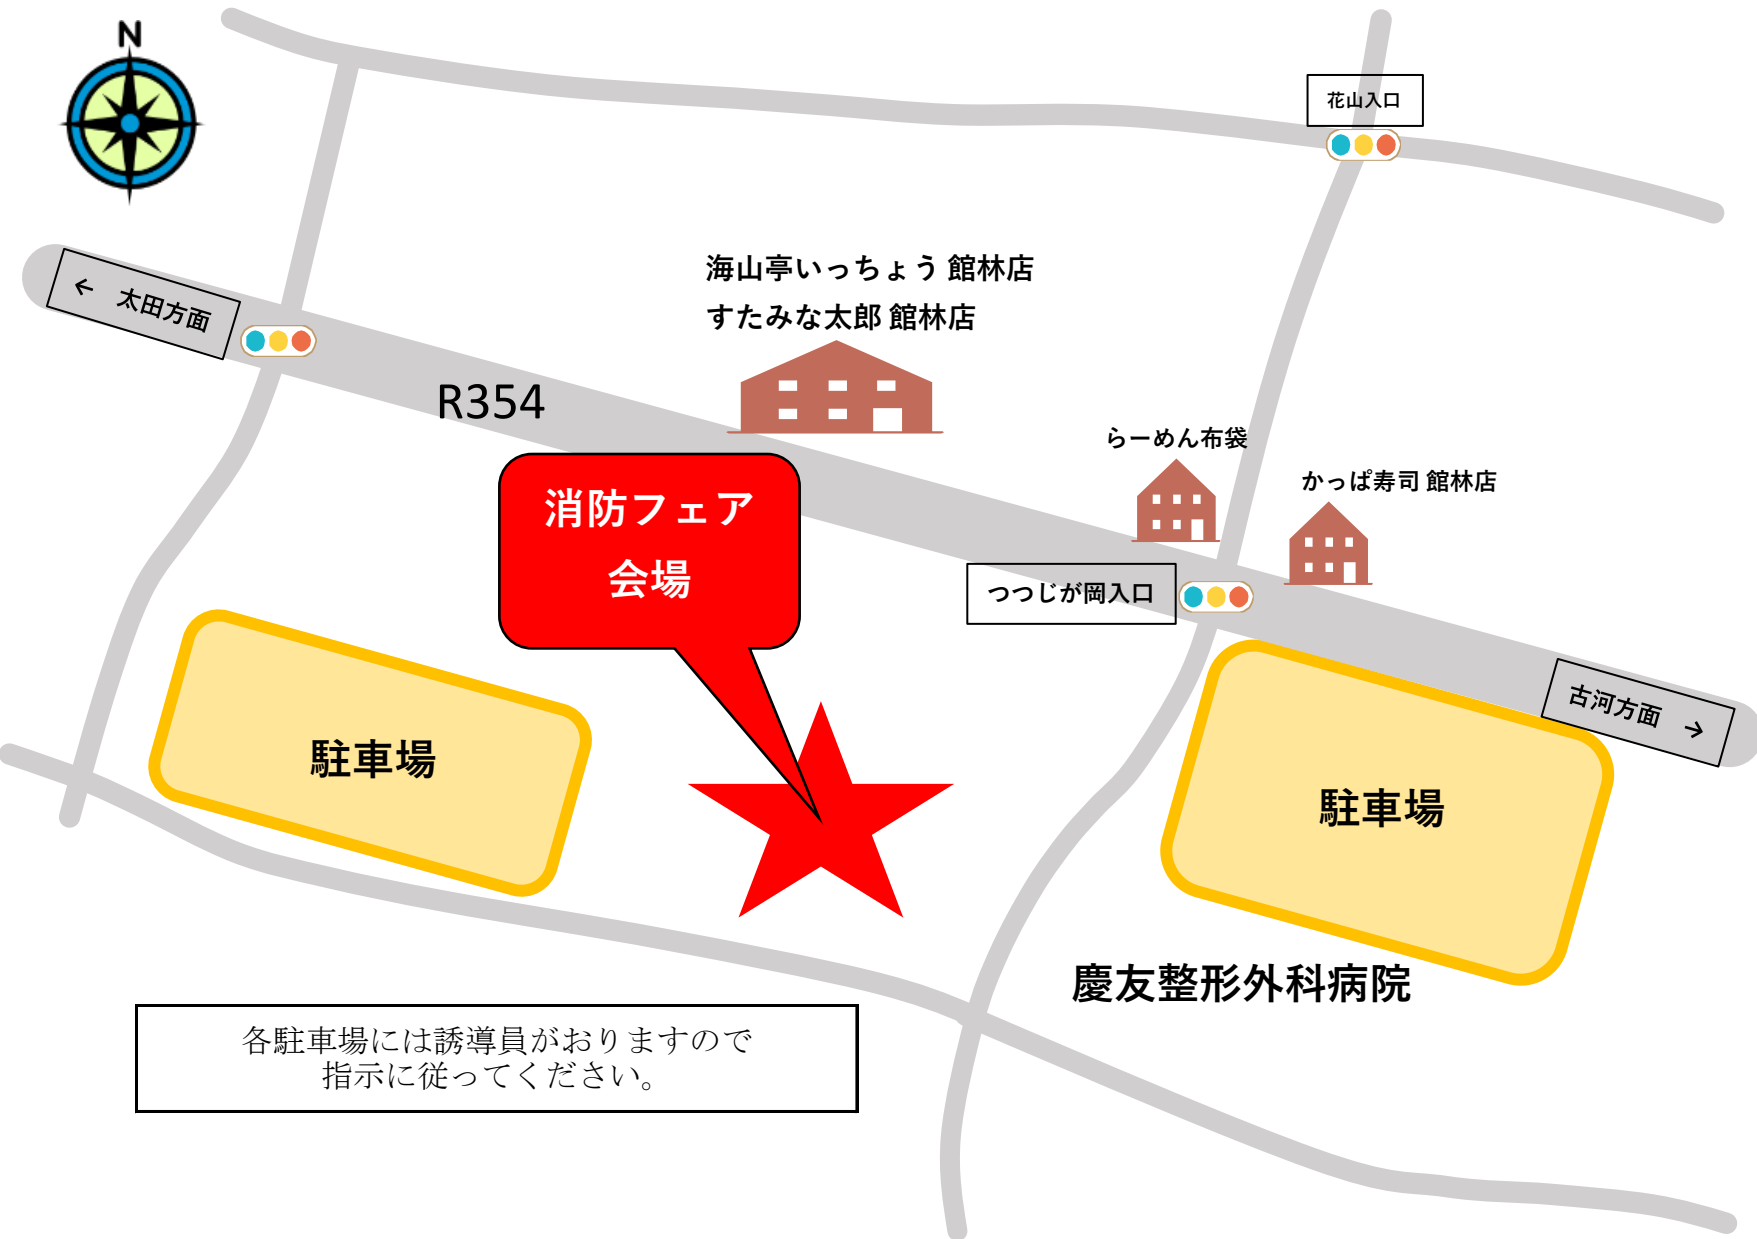 N
花山入口
← 太田方面
海山亭いっちょう 館林店
すたみな太郎 館林店
R354
らーめん布袋
かっぱ寿司 館林店
消防フェア
会場
つつじが岡入口
古河方面 →
駐車場
駐車場
慶友整形外科病院
各駐車場には誘導員がおりますので
指示に従ってください。